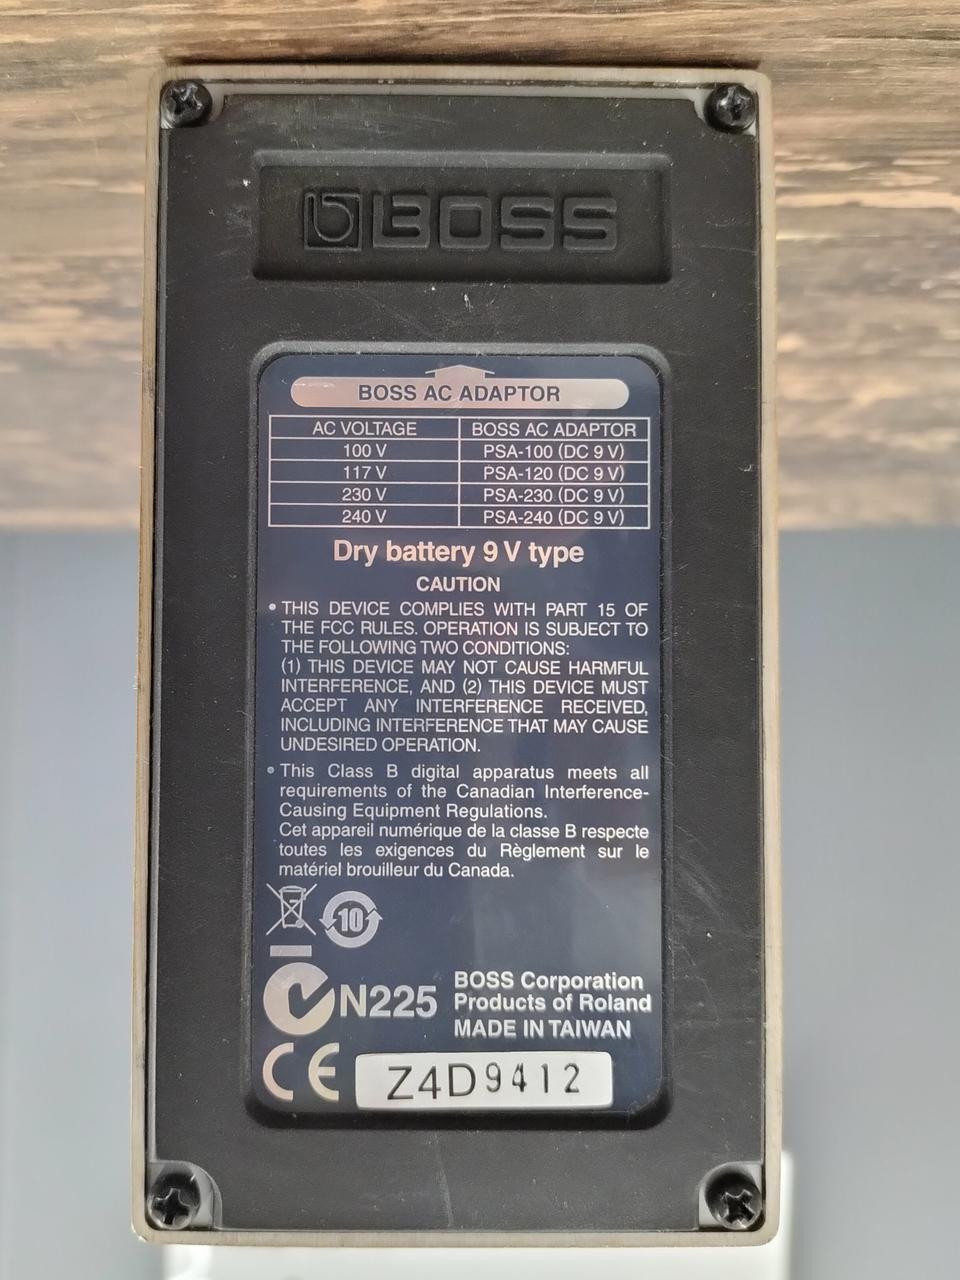 BOSS
BOSS AC ADAPTOR
AC VOLTAGE BOSS AC ADAPTOR
100 V PSA-100 (DC 9 V)
117 V PSA-120 (DC 9 V)
230 V PSA-230 (DC 9 V)
240 V PSA-240 (DC 9 V)
Dry battery 9 V type
CAUTION
• THIS DEVICE COMPLIES WITH PART 15 OF
THE FCC RULES. OPERATION IS SUBJECT TO
THE FOLLOWING TWO CONDITIONS:
(1) THIS DEVICE MAY NOT CAUSE HARMFUL
INTERFERENCE, AND (2) THIS DEVICE MUST
ACCEPT ANY INTERFERENCE RECEIVED,
INCLUDING INTERFERENCE THAT MAY CAUSE
UNDESIRED OPERATION.
• This Class B digital apparatus meets all
requirements of the Canadian Interference-
Causing Equipment Regulations.
Cet appareil numérique de la classe B respecte
toutes les exigences du Règlement sur le
matériel brouilleur du Canada.
10
N225
BOSS Corporation
Products of Roland
MADE IN TAIWAN
CE
Z4D9412